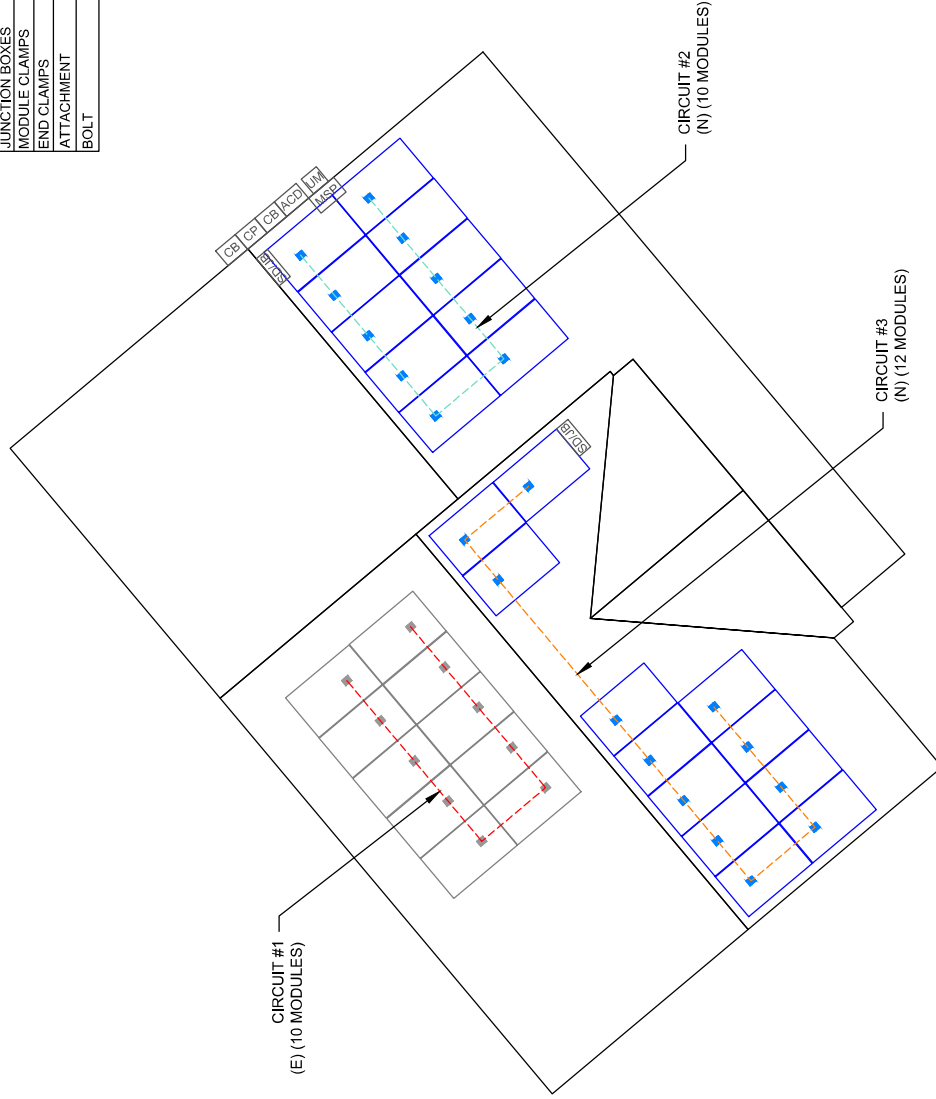 JUNCTION BOXES
MODULE CLAMPS
END CLAMPS
ATTACHMENT
BOLT
CIRCUIT #2
(N) (10 MODULES)
CB
CP
CB
ACD
UM
MSP
SD/JB
CIRCUIT #3
(N) (12 MODULES)
SD/JB
CIRCUIT #1
(E) (10 MODULES)